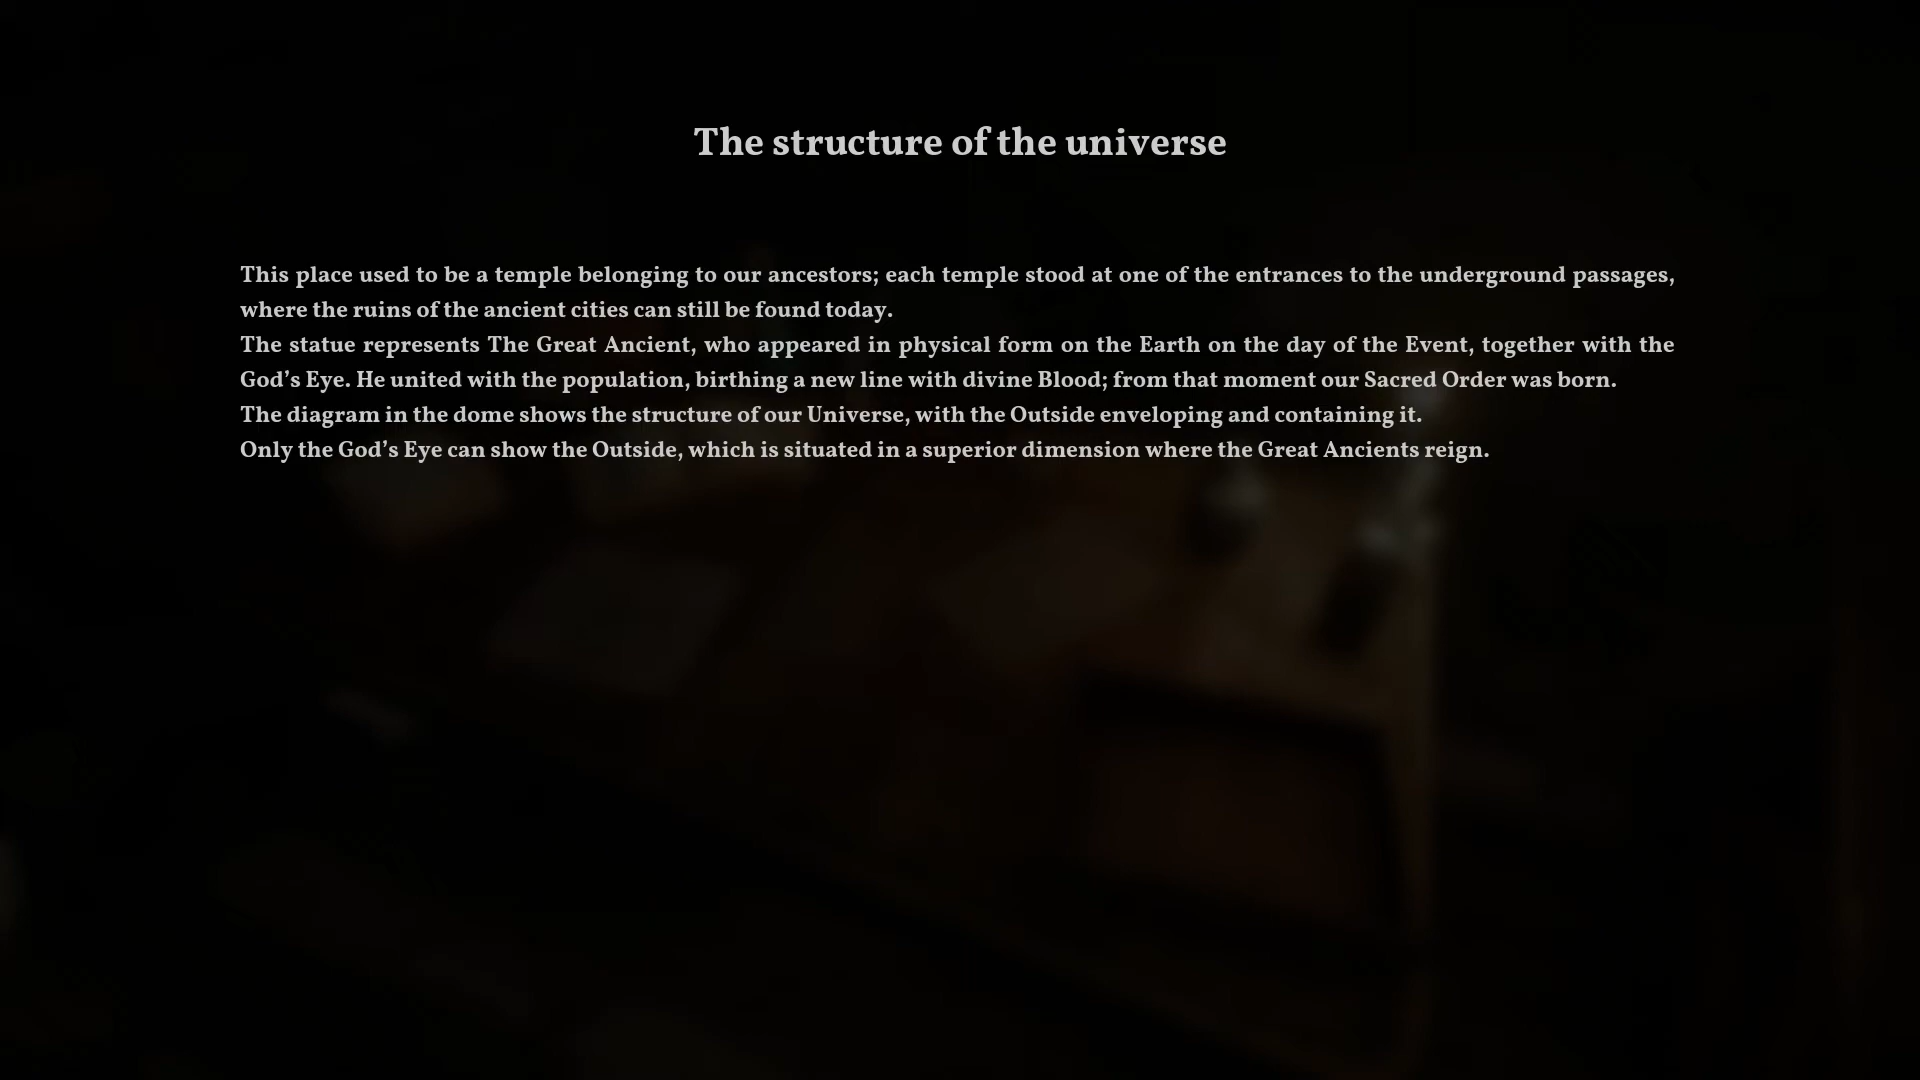 The structure of the universe
This place used to be a temple belonging to our ancestors; each temple stood at one of the entrances to the underground passages,
where the ruins of the ancient cities can still be found today.
The statue represents The Great Ancient, who appeared in physical form on the Earth on the day of the Event, together with the
God’s Eye. He united with the population, birthing a new line with divine Blood; from that moment our Sacred Order was born.
The diagram in the dome shows the structure of our Universe, with the Outside enveloping and containing it.
Only the God’s Eye can show the Outside, which is situated in a superior dimension where the Great Ancients reign.